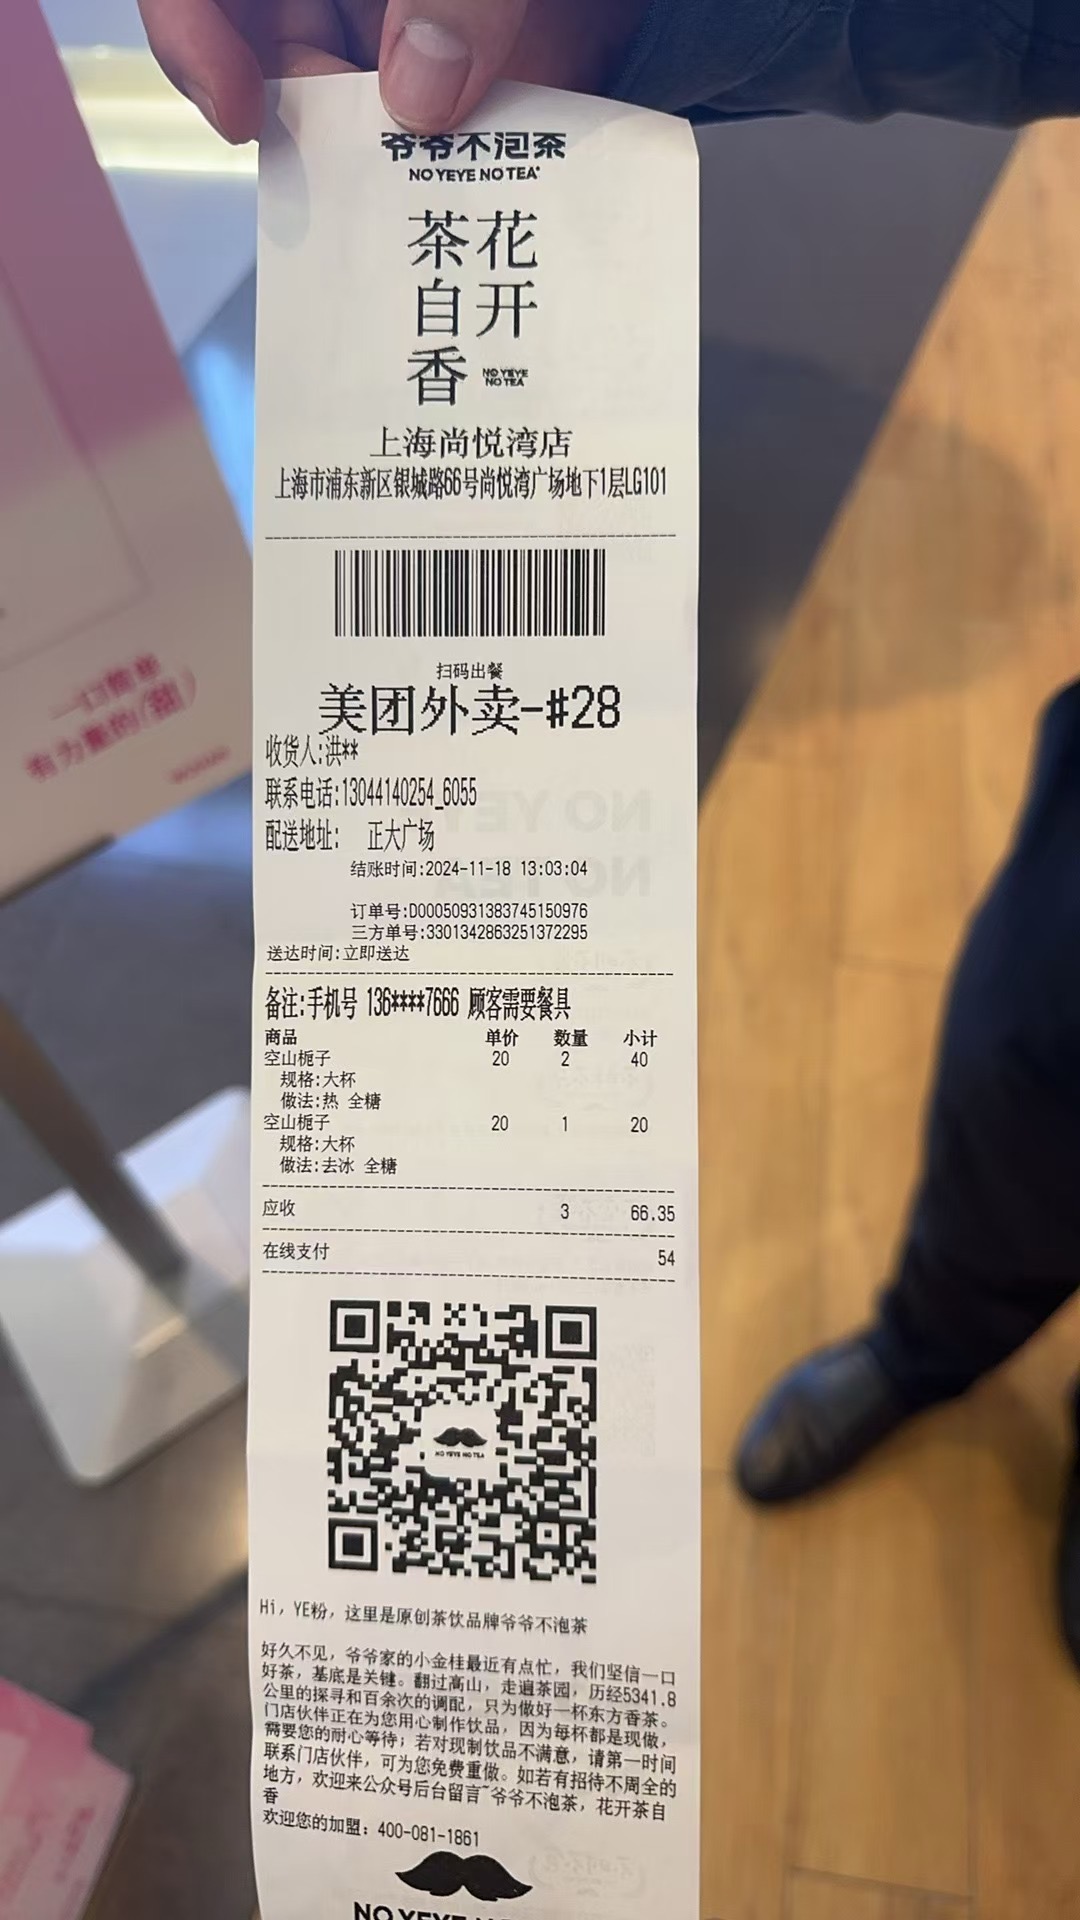 爷爷不泡茶
NO YEYE NO TEA
花开
茶自香
NO YEYE
NO TEA
上海尚悦湾店
上海市浦东新区银城路66号尚悦湾广场地下1层LG101
扫码出餐
美团外卖-#28
收货人:洪**
联系电话:13044140254_6055
配送地址: 正大广场
结账时间:2024-11-18 13:03:04
订单号:D00050931383745150976
三方单号:3301342863251372295
送达时间:立即送达
备注:手机号 136****7666 顾客需要餐具
商品 单价 数量 小计
空山栀子 20 2 40
规格:大杯
做法:热 全糖
空山栀子 20 1 20
规格:大杯
做法:去冰 全糖
应收 3 66.35
在线支付 54
NO YEYE NO TEA
Hi, YE粉, 这里是原创茶饮品牌爷爷不泡茶
好久不见, 爷爷家的小金桂最近有点忙, 我们坚信一口
好茶, 基底是关键。翻过高山, 走遍茶园, 历经5341.8
公里的探寻和百余次的调配, 只为做好一杯东方香茶。
门店伙伴正在为您用心制作饮品, 因为每杯都是现做,
需要您的耐心等待; 若对现制饮品不满意, 请第一时间
联系门店伙伴, 可为您免费重做。如若有招待不周全的
地方, 欢迎来公众号后台留言~爷爷不泡茶, 花开茶自
香
欢迎您的加盟: 400-081-1861
NO YEYE
一口简单
有力量的(甜)